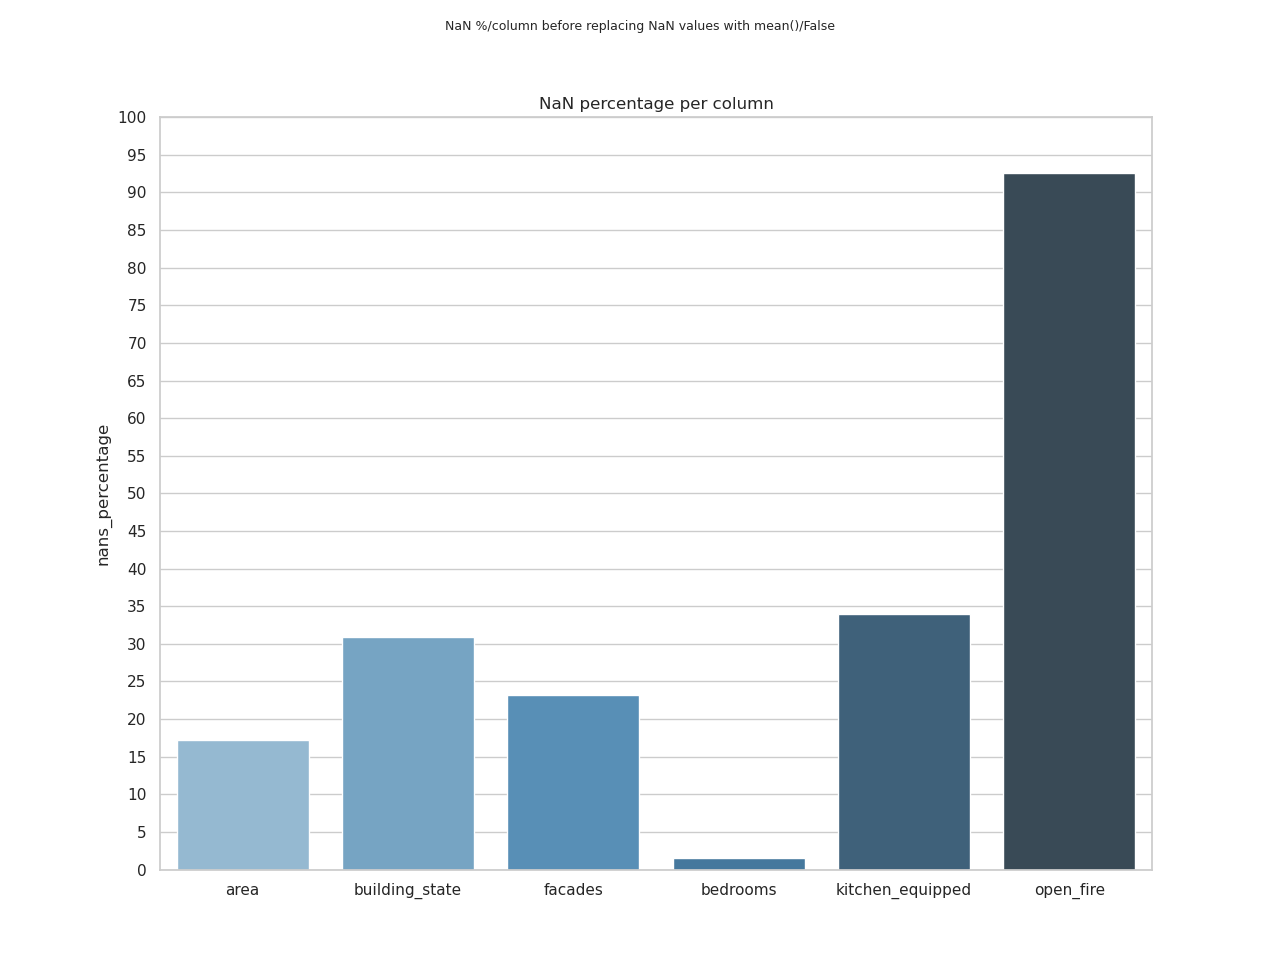 NaN %/column before replacing NaN values with mean()/False
NaN percentage per column
100
95
90
85
80
75
70
65
60
55
50
45
40
35
30
25
20
15
10
5
0
nans_percentage
area
building_state
facades
bedrooms
kitchen_equipped
open_fire